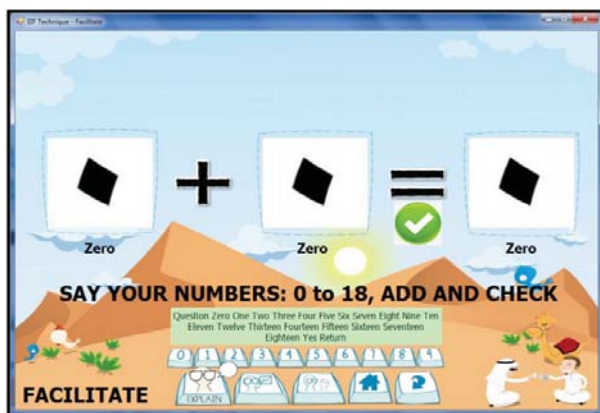 EIF Technique - Facilitate
+
=
Zero
Zero
Zero
SAY YOUR NUMBERS: 0 to 18, ADD AND CHECK
Question Zero One Two Three Four Five Six Seven Eight Nine Ten
Eleven Twelve Thirteen Fourteen Fifteen Sixteen Seventeen
Eighteen Yes Return
0 1 2 3 4 5 6 7 8 9
EXPLAIN
FACILITATE